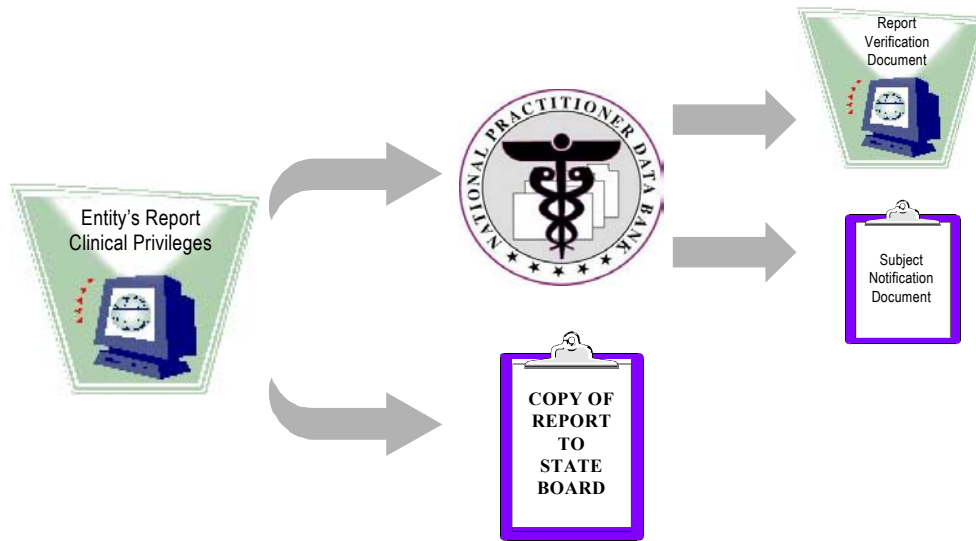 Entity’s Report
Clinical Privileges
NATIONAL PRACTITIONER DATA BANK
COPY OF
REPORT
TO
STATE
BOARD
Report
Verification
Document
Subject
Notification
Document